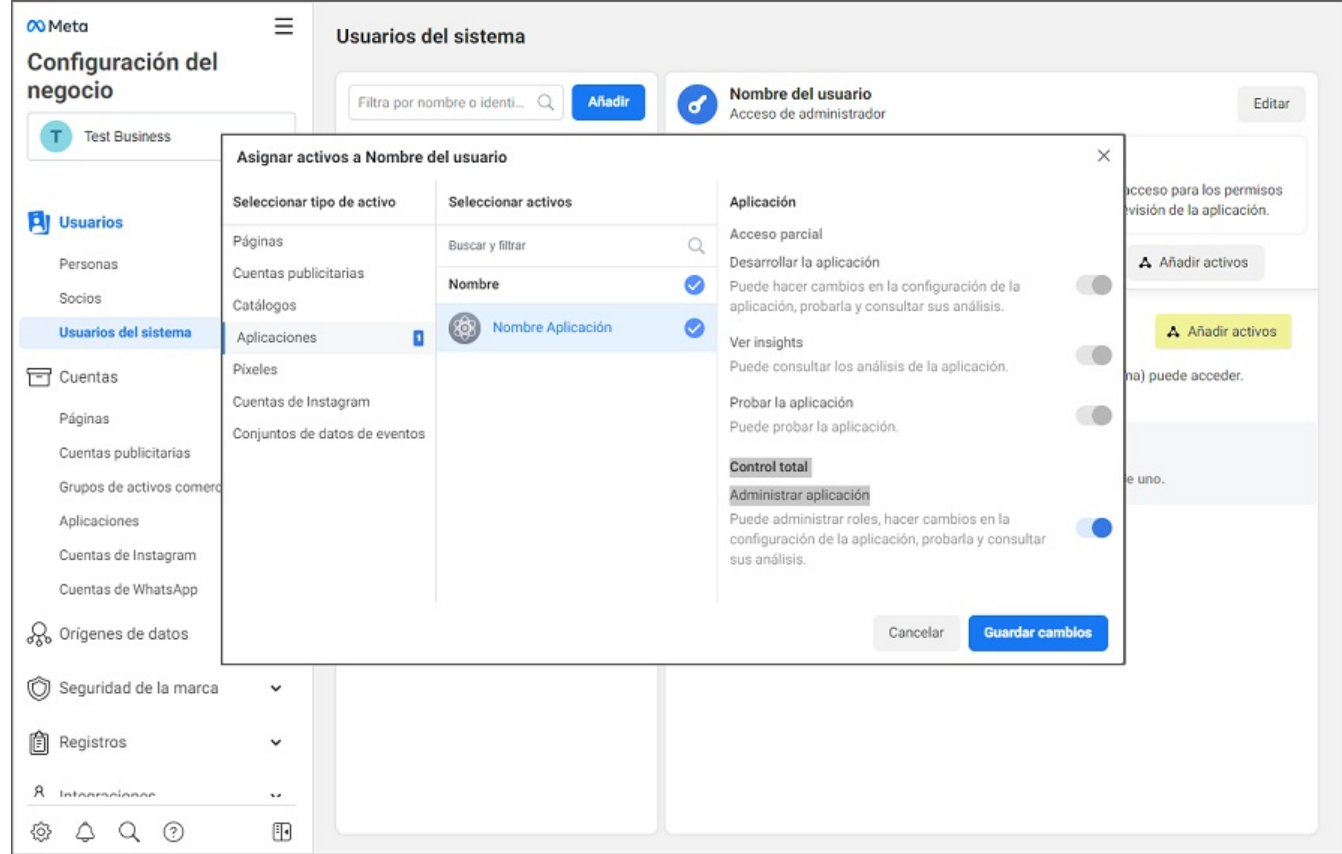 Meta
Configuración del
negocio
T Test Business
Usuarios
Personas
Socios
Usuarios del sistema
Cuentas
Páginas
Cuentas publicitarias
Grupos de activos comerc
Aplicaciones
Cuentas de Instagram
Cuentas de WhatsApp
Orígenes de datos
Seguridad de la marca
Registros
Integraciones
Usuarios del sistema
Filtra por nombre o identi...
Añadir
Nombre del usuario
Acceso de administrador
Editar
acceso para los permisos
evisión de la aplicación.
Añadir activos
Añadir activos
na) puede acceder.
e uno.
Asignar activos a Nombre del usuario
Seleccionar tipo de activo
Páginas
Cuentas publicitarias
Catálogos
Aplicaciones 1
Píxeles
Cuentas de Instagram
Conjuntos de datos de eventos
Seleccionar activos
Buscar y filtrar
Nombre
Nombre Aplicación
Aplicación
Acceso parcial
Desarrollar la aplicación
Puede hacer cambios en la configuración de la
aplicación, probarla y consultar sus análisis.
Ver insights
Puede consultar los análisis de la aplicación.
Probar la aplicación
Puede probar la aplicación.
Control total
Administrar aplicación
Puede administrar roles, hacer cambios en la
configuración de la aplicación, probarla y consultar
sus análisis.
Cancelar
Guardar cambios